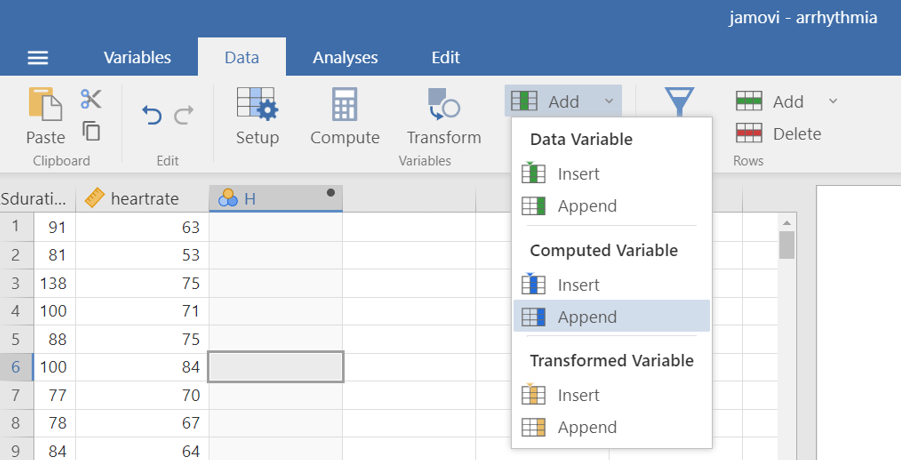 jamovi - arrhythmia
Variables Data Analyses Edit
Paste Setup Compute Transform Add Add
Delete
Clipboard Edit Variables Rows
Data Variable
Insert
Append
Computed Variable
Insert
Append
Transformed Variable
Insert
Append
Sdurati... heartrate H
1 91 63
2 81 53
3 138 75
4 100 71
5 88 75
6 100 84
7 77 70
8 78 67
9 84 64